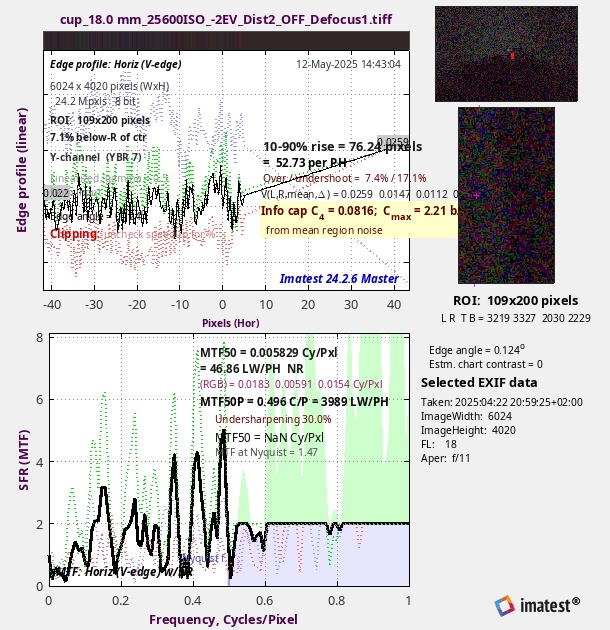 cup_18.0 mm_25600ISO_-2EV_Dist2_OFF_Defocus1.tiff
Edge profile: Horiz (V-edge)
12-May-2025 14:43:04
6024 x 4020 pixels (WxH)
24.2 Mpxls 8 bit
ROI: 109x200 pixels
7.1% below-R of ctr
Y-channel (YBR 7)
10-90% rise = 76.24 pixels
= 52.73 per PH
Over-/undershoot = 7.4% / 17.1%
V(L,R,mean,Δ) = 0.0259 0.0147 0.0112 0.
Info cap C4 = 0.0816; Cmax = 2.21 b
from mean region noise
0.0259
0.022
Edge angle
Clipping: uncheck
Imatest 24.2.6 Master
Edge profile (linear)
-40 -30 -20 -10 0 10 20 30 40
Pixels (Hor)
ROI: 109x200 pixels
L R T B = 3219 3327 2030 2229
Edge angle = 0.124o
Estm. chart contrast = 0
Selected EXIF data
Taken: 2025:04:22 20:59:25+02:00
ImageWidth: 6024
ImageHeight: 4020
FL: 18
Aper: f/11
MTF50 = 0.005829 Cy/Pxl
= 46.86 LW/PH NR
(RGB) = 0.0183 0.00591 0.0154 Cy/Pxl
MTF50P = 0.496 C/P = 3989 LW/PH
Undersharpening 30.0%
MTF50 = NaN Cy/Pxl
MTF at Nyquist = 1.47
Nyquist f
MTF: Horiz (V-edge) w/NR
SFR (MTF)
8
6
4
2
0
0 0.2 0.4 0.6 0.8 1
Frequency, Cycles/Pixel
imatest®